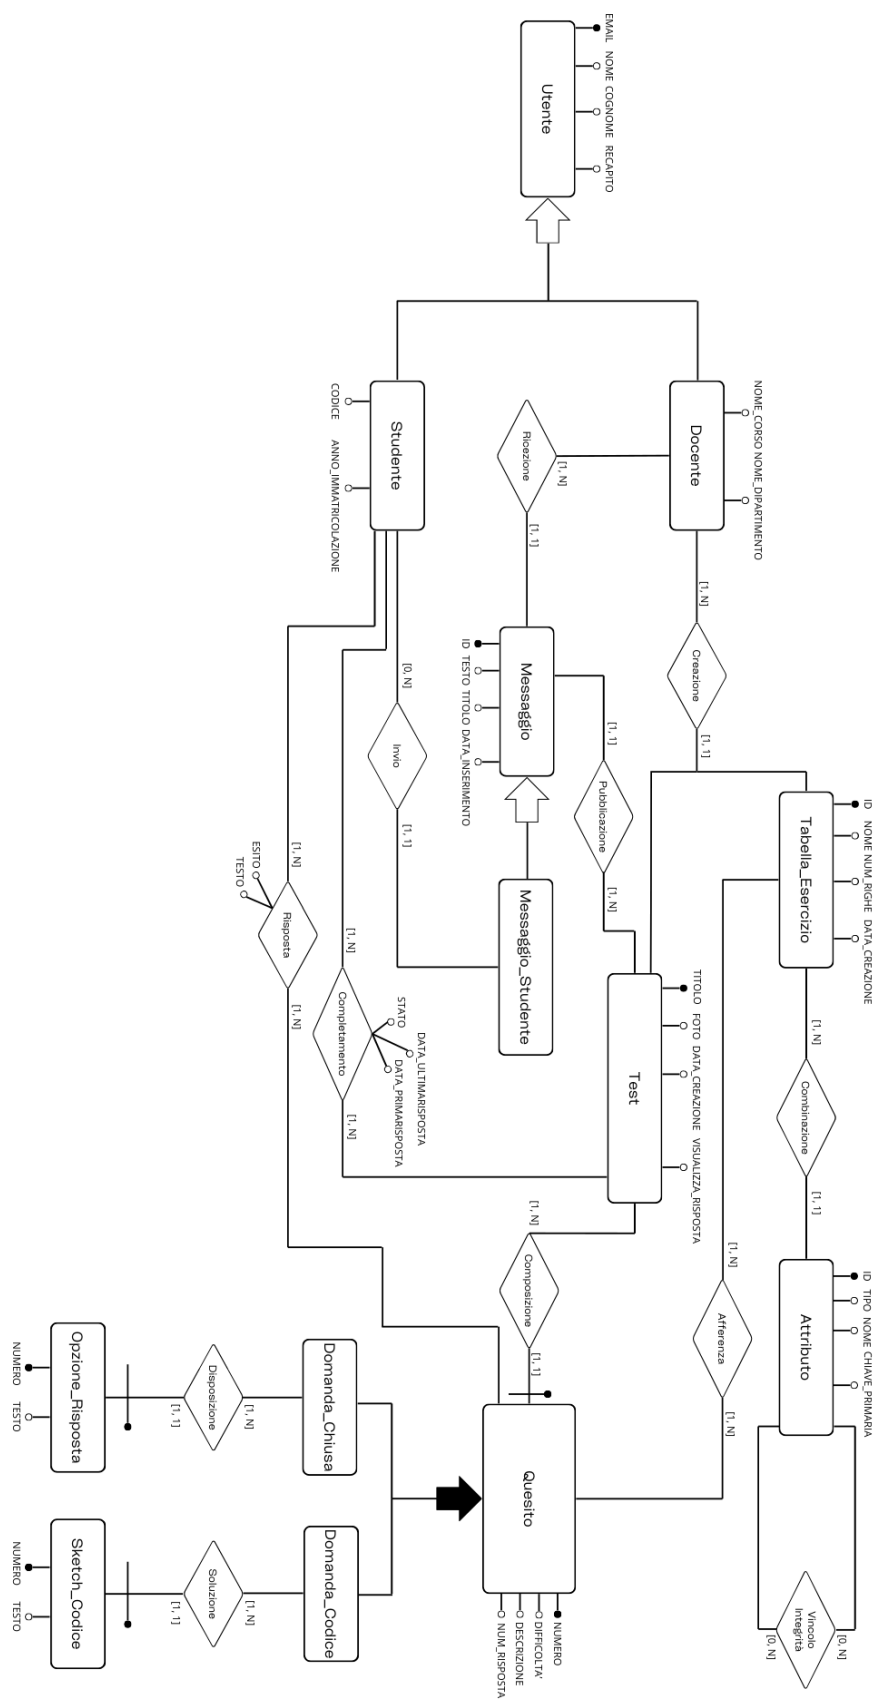 EMAIL NOME COGNOME RECAPITO
Utente
NOME_CORSO NOME_DIPARTIMENTO
Docente
CODICE ANNO_IMMATRICOLAZIONE
Studente
[1, N]
Ricezione
[1, 1]
[1, N]
Creazione
[1, 1]
ID TESTO TITOLO DATA_INSERIMENTO
Messaggio
[1, 1]
Pubblicazione
[1, N]
[0, N]
Invio
[1, 1]
Messaggio_Studente
ID NOME NUM_RIGHE DATA_CREAZIONE
Tabella_Esercizio
[1, N]
ESITO
TESTO
Risposta
[1, N]
[1, N]
Completamento
STATO
DATA_ULTIMARISPOSTA
DATA_PRIMARISPOSTA
[1, N]
TITOLO FOTO DATA_CREAZIONE VISUALIZZA_RISPOSTA
Test
[1, N]
Combinazione
[1, 1]
[1, N]
Composizione
[1, 1]
[1, N]
Afferenza
[1, N]
ID TIPO NOME CHIAVE_PRIMARIA
Attributo
[0, N]
Vincolo
Integrità
[0, N]
Quesito
NUMERO
DIFFICOLTA'
DESCRIZIONE
NUM_RISPOSTA
Domanda_Chiusa
[1, N]
Disposizione
[1, 1]
Opzione_Risposta
NUMERO TESTO
Domanda_Codice
[1, N]
Soluzione
[1, 1]
Sketch_Codice
NUMERO TESTO